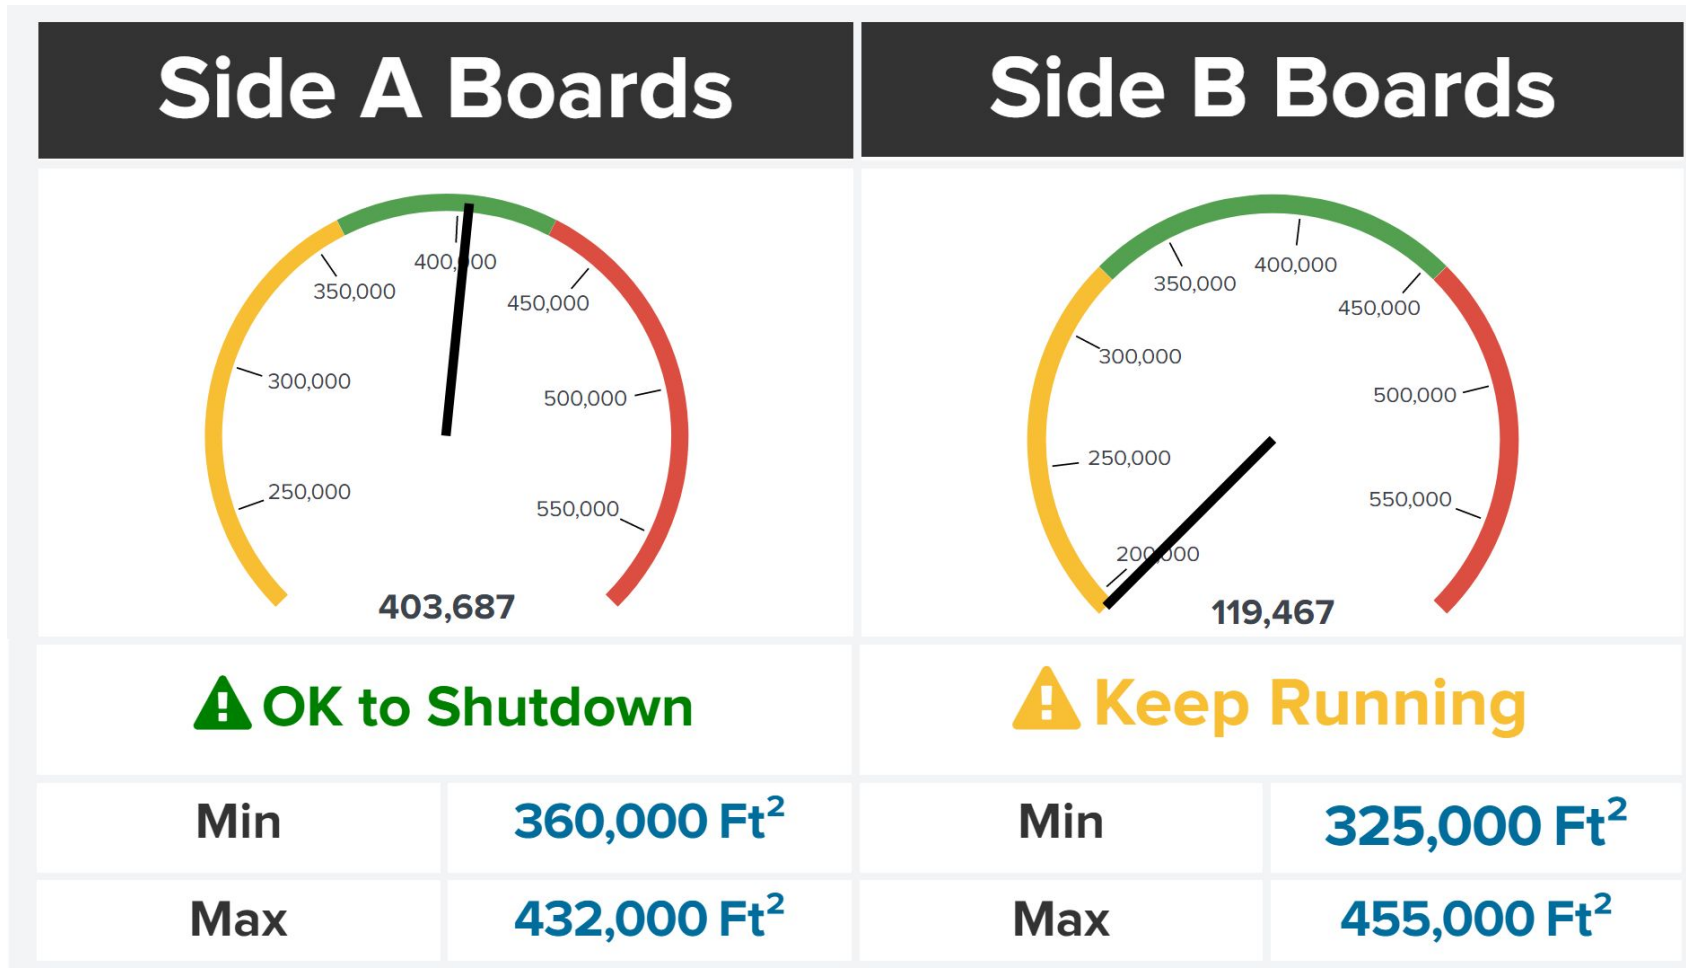 Side A Boards
Side B Boards
400,000
350,000
450,000
300,000
500,000
250,000
550,000
403,687
400,000
350,000
450,000
300,000
500,000
250,000
550,000
200,000
119,467
OK to Shutdown
Keep Running
Min
360,000 Ft²
Min
325,000 Ft²
Max
432,000 Ft²
Max
455,000 Ft²